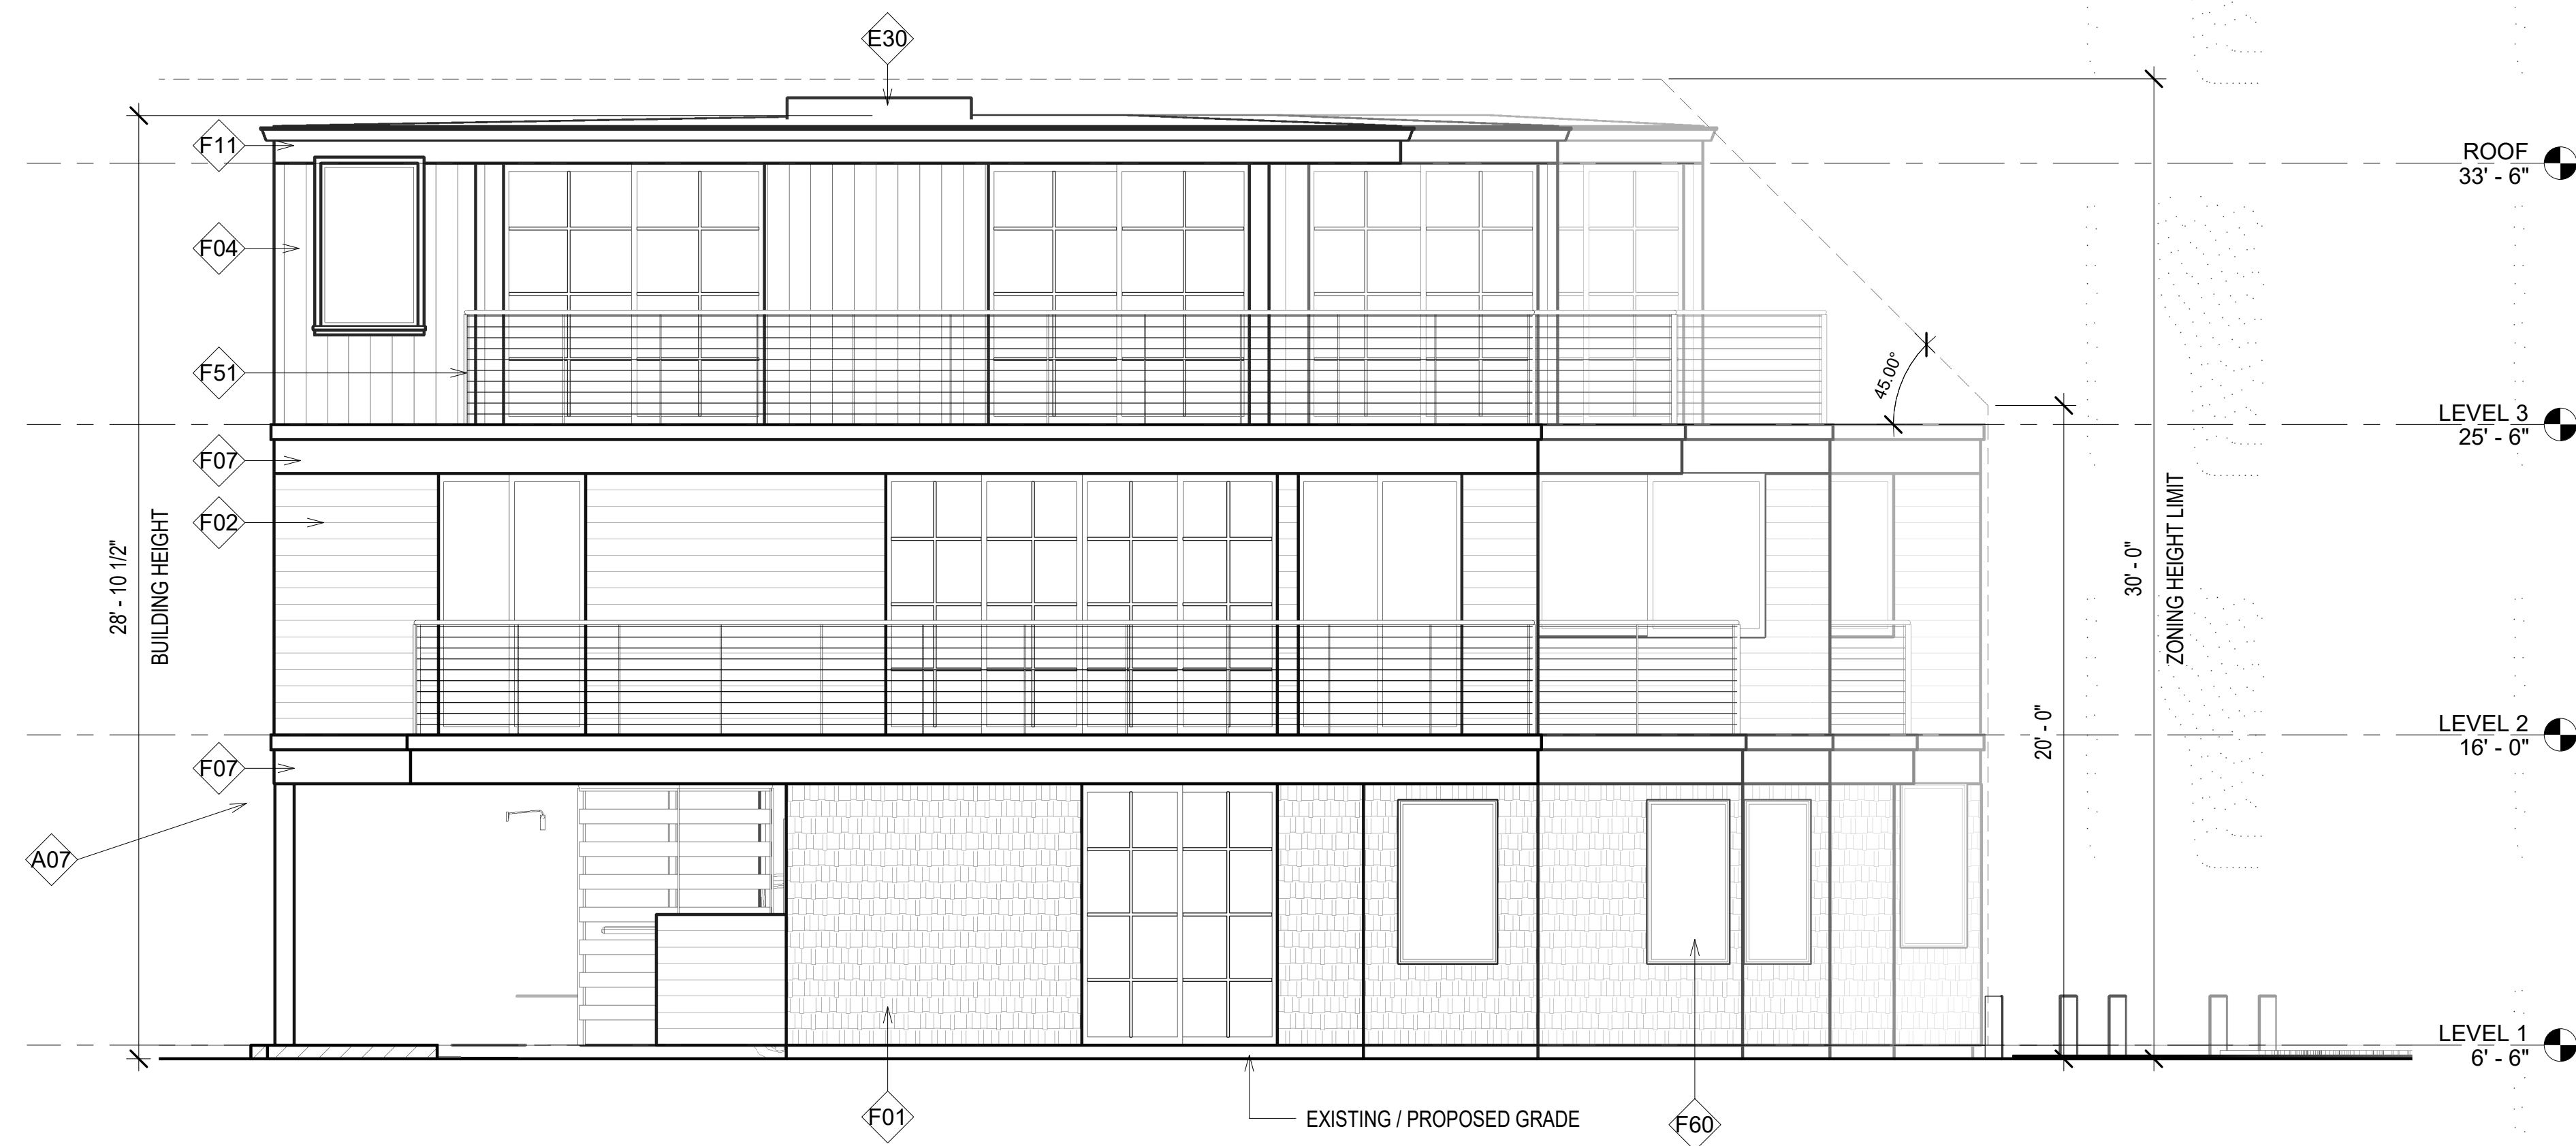 E30
F11
ROOF
33' - 6"
F04
F51
45.00°
LEVEL 3
25' - 6"
F07
F02
28' - 10 1/2"
BUILDING HEIGHT
30' - 0"
ZONING HEIGHT LIMIT
20' - 0"
LEVEL 2
16' - 0"
F07
A07
LEVEL 1
6' - 6"
F01
EXISTING / PROPOSED GRADE
F60